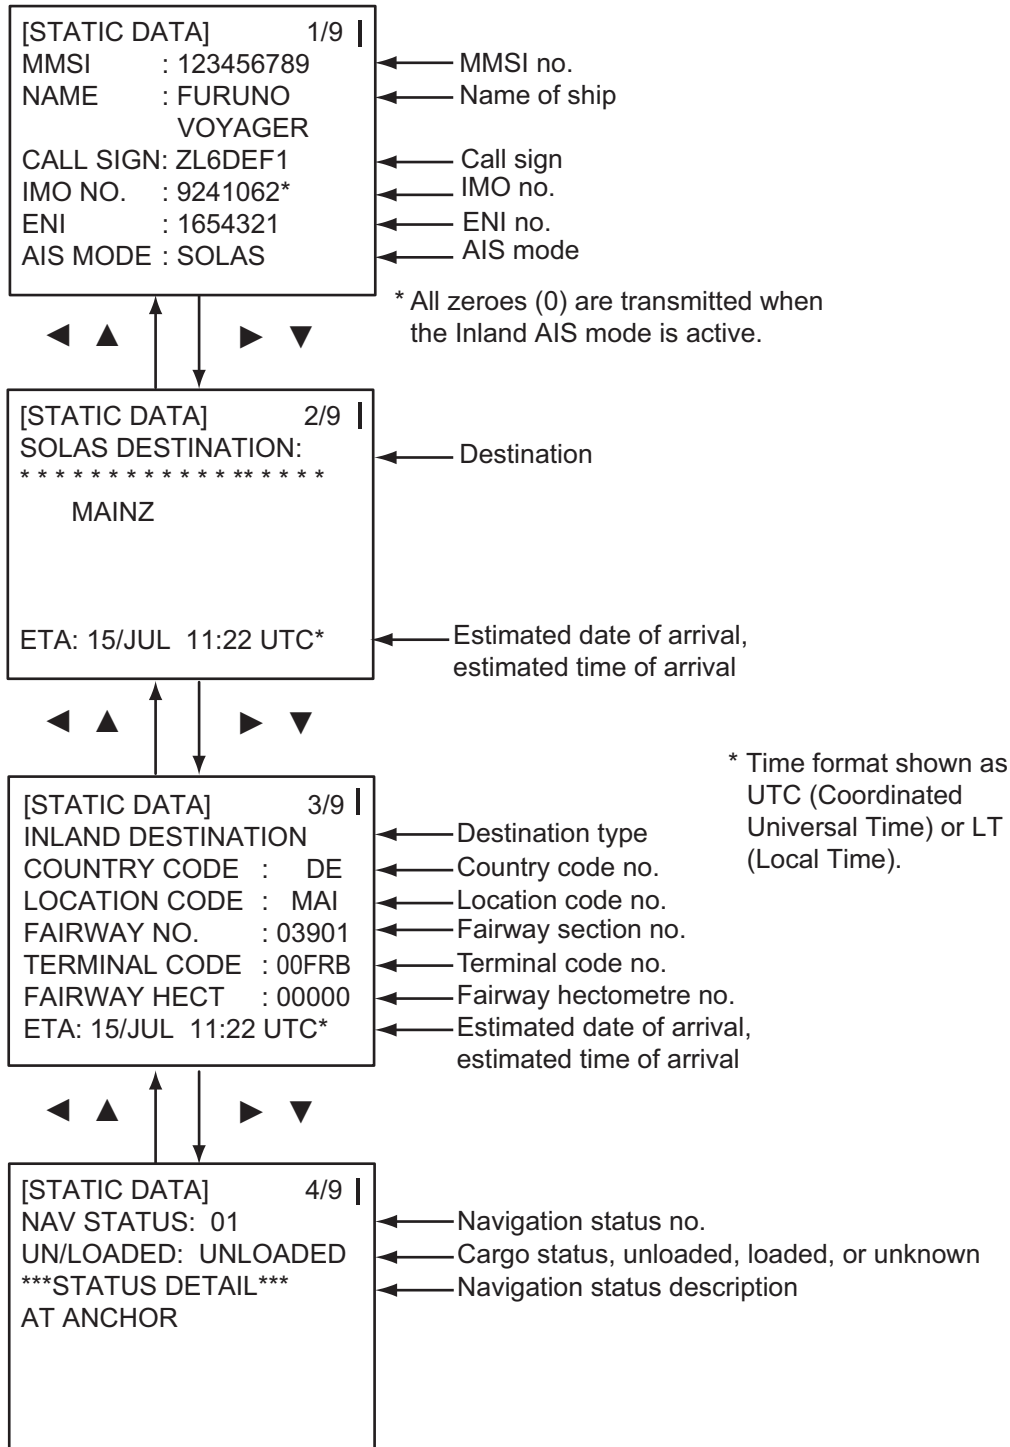 [STATIC DATA] 1/9
MMSI : 123456789
NAME : FURUNO
VOYAGER
CALL SIGN: ZL6DEF1
IMO NO. : 9241062*
ENI : 1654321
AIS MODE : SOLAS
MMSI no.
Name of ship
Call sign
IMO no.
ENI no.
AIS mode
* All zeroes (0) are transmitted when
the Inland AIS mode is active.
◄ ▲ ► ▼
[STATIC DATA] 2/9
SOLAS DESTINATION:
* * * * * * * * * * * * ** * * * *
MAINZ
ETA: 15/JUL 11:22 UTC*
Destination
Estimated date of arrival,
estimated time of arrival
◄ ▲ ► ▼
* Time format shown as
UTC (Coordinated
Universal Time) or LT
(Local Time).
[STATIC DATA] 3/9
INLAND DESTINATION
COUNTRY CODE : DE
LOCATION CODE : MAI
FAIRWAY NO. : 03901
TERMINAL CODE : 00FRB
FAIRWAY HECT : 00000
ETA: 15/JUL 11:22 UTC*
Destination type
Country code no.
Location code no.
Fairway section no.
Terminal code no.
Fairway hectometre no.
Estimated date of arrival,
estimated time of arrival
◄ ▲ ► ▼
[STATIC DATA] 4/9
NAV STATUS: 01
UN/LOADED: UNLOADED
***STATUS DETAIL***
AT ANCHOR
Navigation status no.
Cargo status, unloaded, loaded, or unknown
Navigation status description